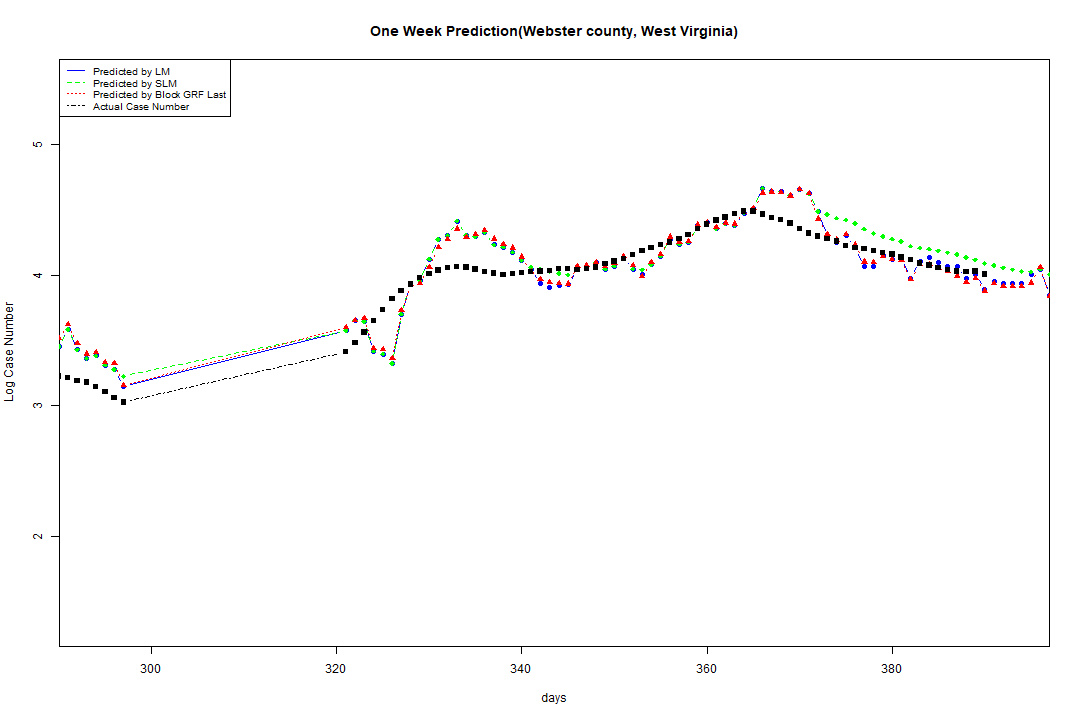 One Week Prediction(Webster county, West Virginia)
Predicted by LM
Predicted by SLM
Predicted by Block GRF Last
Actual Case Number
5
4
3
2
Log Case Number
300 320 340 360 380
days